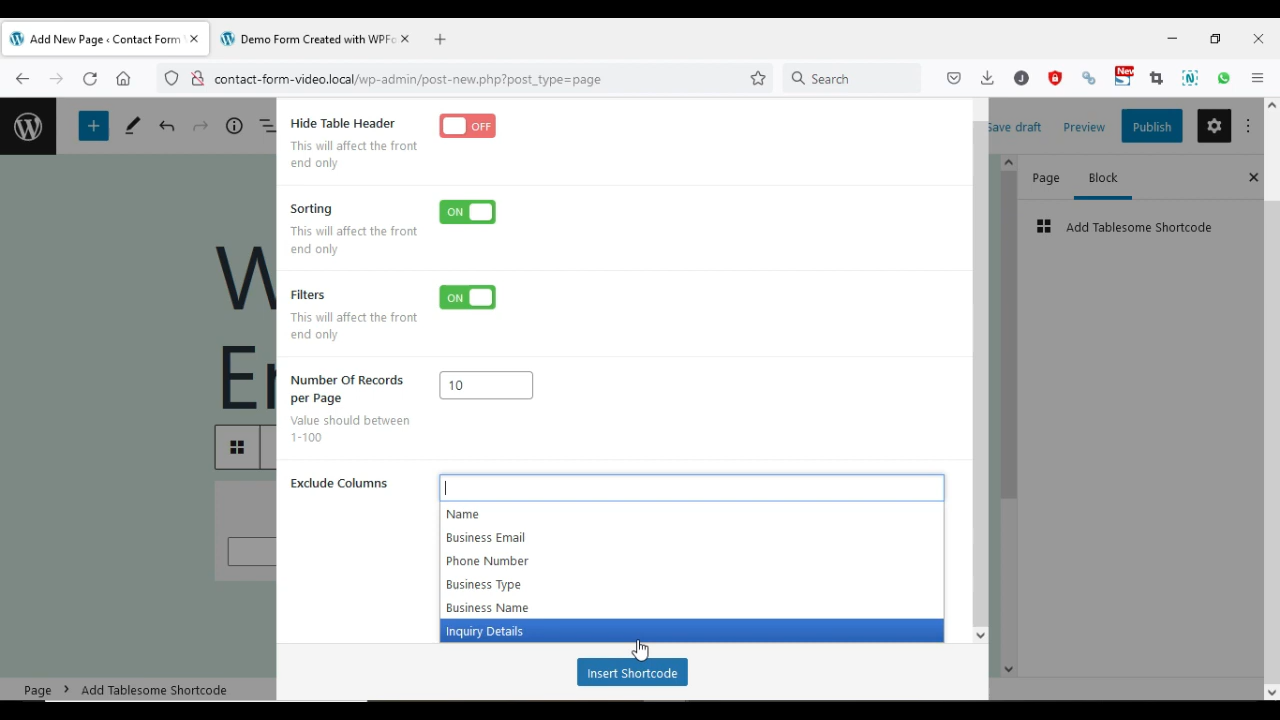 Add New Page ‹ Contact Form
Demo Form Created with WPFo
contact-form-video.local/wp-admin/post-new.php?post_type=page
Search
New
J
Hide Table Header
OFF
This will affect the front
end only
Save draft
Preview
Publish
Page
Block
Sorting
ON
This will affect the front
end only
Add Tablesome Shortcode
W
Filters
ON
This will affect the front
end only
En
Number Of Records
per Page
10
Value should between
1-100
Exclude Columns
Name
Business Email
Phone Number
Business Type
Business Name
Inquiry Details
Insert Shortcode
Page
Add Tablesome Shortcode